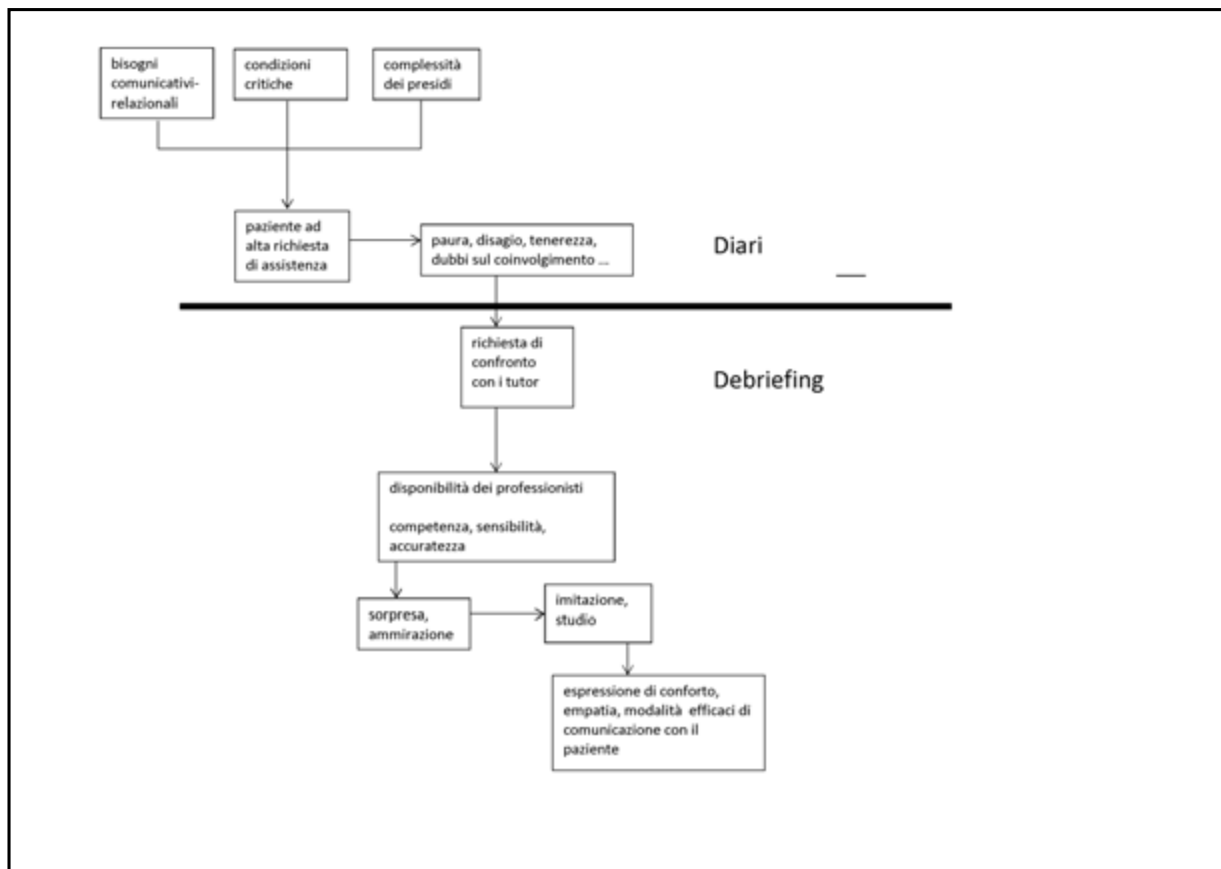 bisogni
comunicativi-
relazionali
condizioni
critiche
complessità
dei presidi
paziente ad
alta richiesta
di assistenza
paura, disagio, tenerezza,
dubbi sul coinvolgimento ...
Diari
richiesta di
confronto
con i tutor
Debriefing
disponibilità dei professionisti
competenza, sensibilità,
accuratezza
sorpresa,
ammirazione
imitazione,
studio
espressione di conforto,
empatia, modalità efficaci di
comunicazione con il
paziente